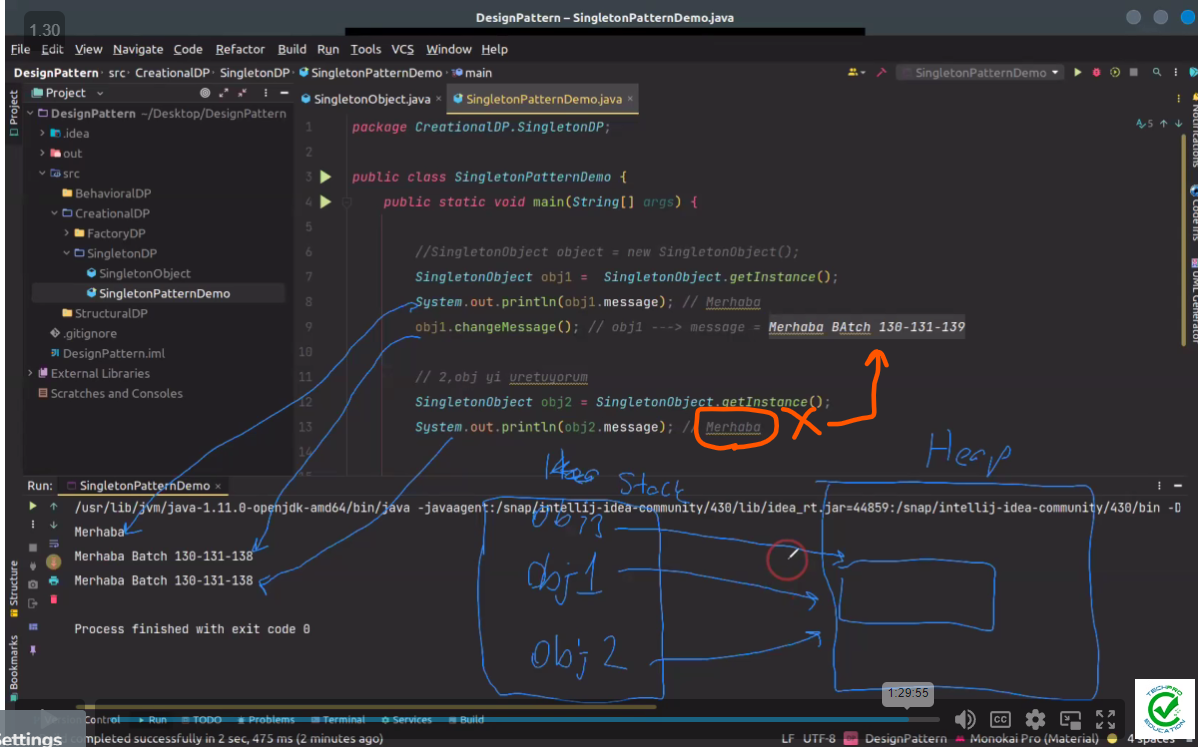 DesignPattern – SingletonPatternDemo.java
1.30
File Edit View Navigate Code Refactor Build Run Tools VCS Window Help
DesignPattern src CreationalDP SingletonDP SingletonPatternDemo main
SingletonPatternDemo
Project
Project
SingletonObject.java ×
SingletonPatternDemo.java ×
DesignPattern ~/Desktop/DesignPattern
.idea
out
src
BehavioralDP
CreationalDP
FactoryDP
SingletonDP
SingletonObject
SingletonPatternDemo
StructuralDP
.gitignore
DesignPattern.iml
External Libraries
Scratches and Consoles
5
1 package CreationalDP.SingletonDP;
2
3 public class SingletonPatternDemo {
4 public static void main(String[] args) {
5
6 //SingletonObject object = new SingletonObject();
7 SingletonObject obj1 = SingletonObject.getInstance();
8 System.out.println(obj1.message); // Merhaba
9 obj1.changeMessage(); // obj1 ---> message = Merhaba BAtch 130-131-139
10
11 // 2,obj yi uretuyorum
12 SingletonObject obj2 = SingletonObject.getInstance();
13 System.out.println(obj2.message); // Merhaba
14
Notifications
Run: SingletonPatternDemo ×
/usr/lib/jvm/java-1.11.0-openjdk-amd64/bin/java -javaagent:/snap/intellij-idea-community/430/lib/idea_rt.jar=44859:/snap/intellij-idea-community/430/bin -D
Merhaba
Merhaba Batch 130-131-138
Merhaba Batch 130-131-138
Process finished with exit code 0
Stack
Heap
Obj3
Obj1
Obj2
Structure
Bookmarks
1:29:55
TECHPRO
EDUCATION
Control Run TODO Problems Terminal Services Build
CC
Settings
completed successfully in 2 sec, 475 ms (2 minutes ago)
LF UTF-8 DesignPattern Monokai Pro (Material) 4 spaces